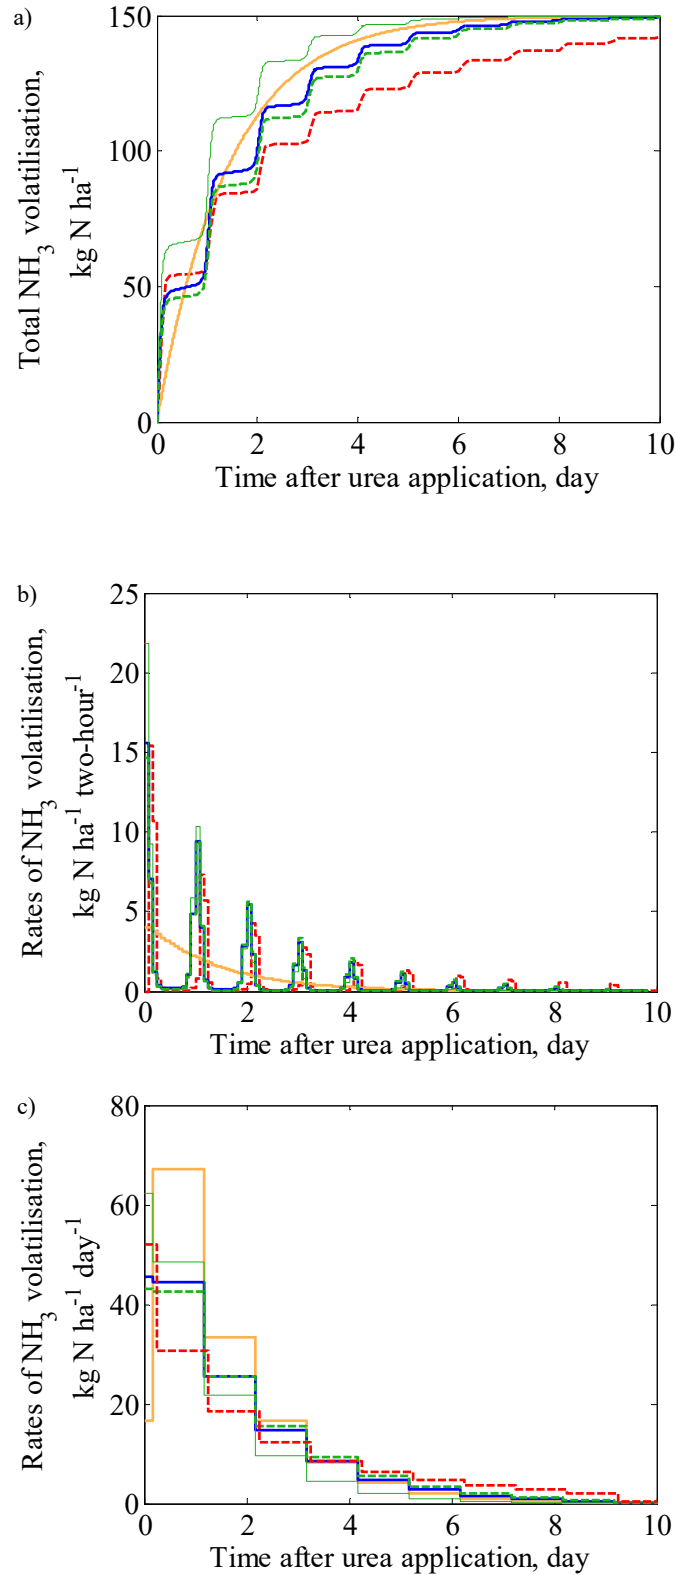 a)
Total NH3 volatilisation,
kg N ha-1
150
100
50
0
0 2 4 6 8 10
Time after urea application, day
b)
Rates of NH3 volatilisation,
kg N ha-1 two-hour-1
25
20
15
10
5
0
0 2 4 6 8 10
Time after urea application, day
c)
Rates of NH3 volatilisation,
kg N ha-1 day-1
80
60
40
20
0
0 2 4 6 8 10
Time after urea application, day